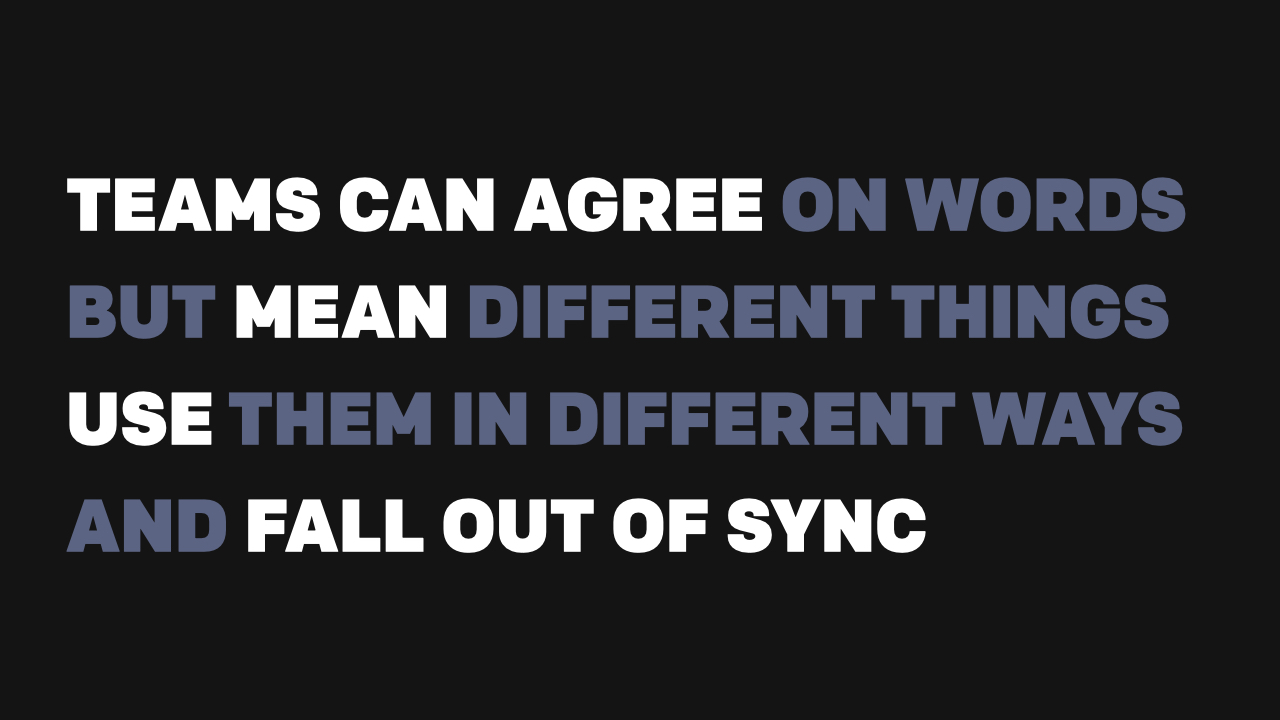 TEAMS CAN AGREE ON WORDS
BUT MEAN DIFFERENT THINGS
USE THEM IN DIFFERENT WAYS
AND FALL OUT OF SYNC